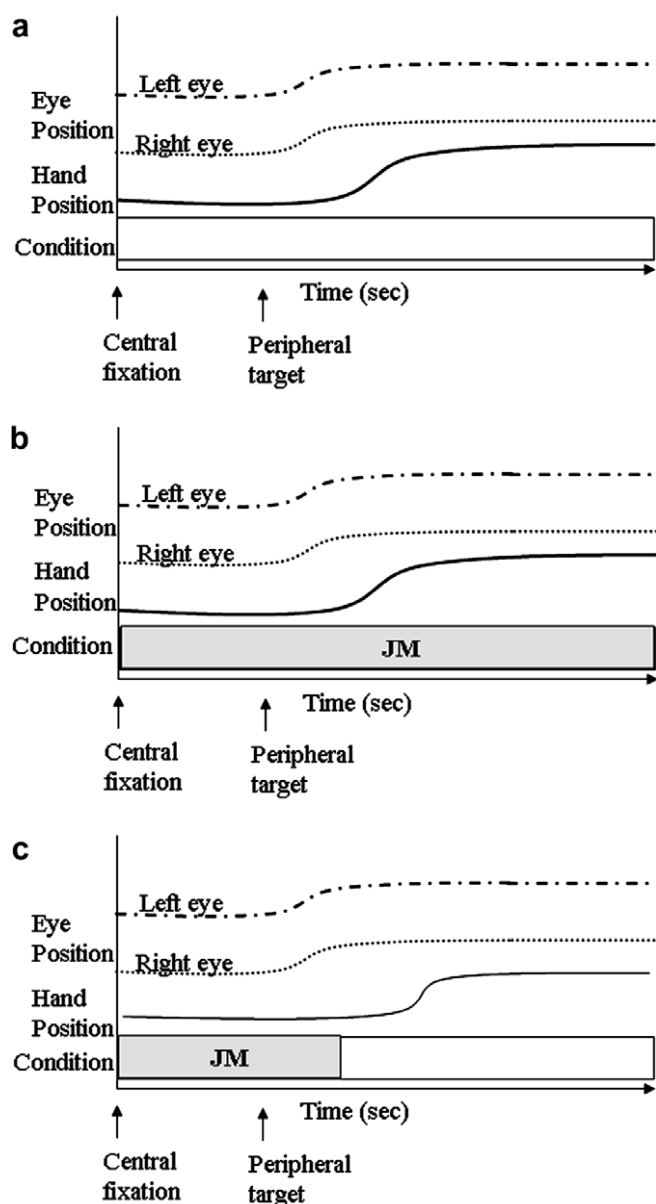 a
Left eye
Eye
Position
Right eye
Hand
Position
Condition
Time (sec)
Central
fixation
Peripheral
target
b
Left eye
Eye
Position
Right eye
Hand
Position
Condition
JM
Time (sec)
Central
fixation
Peripheral
target
c
Left eye
Eye
Position
Right eye
Hand
Position
Condition
JM
Time (sec)
Central
fixation
Peripheral
target